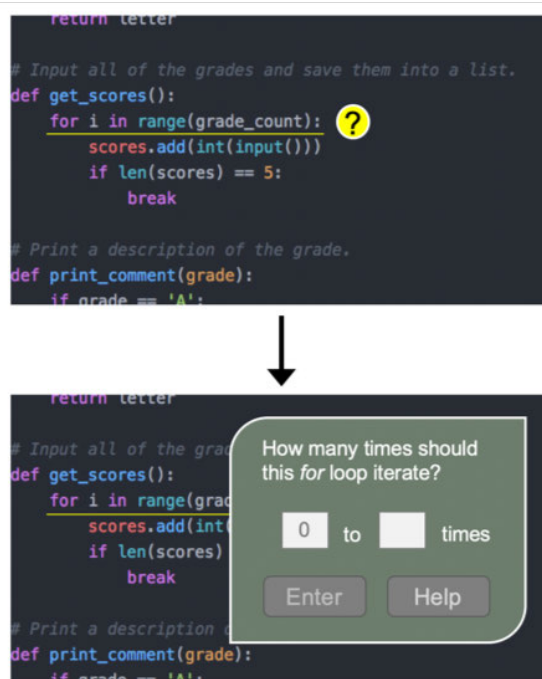 return letter
# Input all of the grades and save them into a list.
def get_scores():
for i in range(grade_count): ?
scores.add(int(input()))
if len(scores) == 5:
break
# Print a description of the grade.
def print_comment(grade):
if grade == 'A':
return letter
# Input all of the grad
def get_scores():
for i in range(grad
scores.add(int(
if len(scores)
break
# Print a description
def print_comment(grade):
if grade == 'A':
How many times should
this for loop iterate?
0 to times
Enter Help